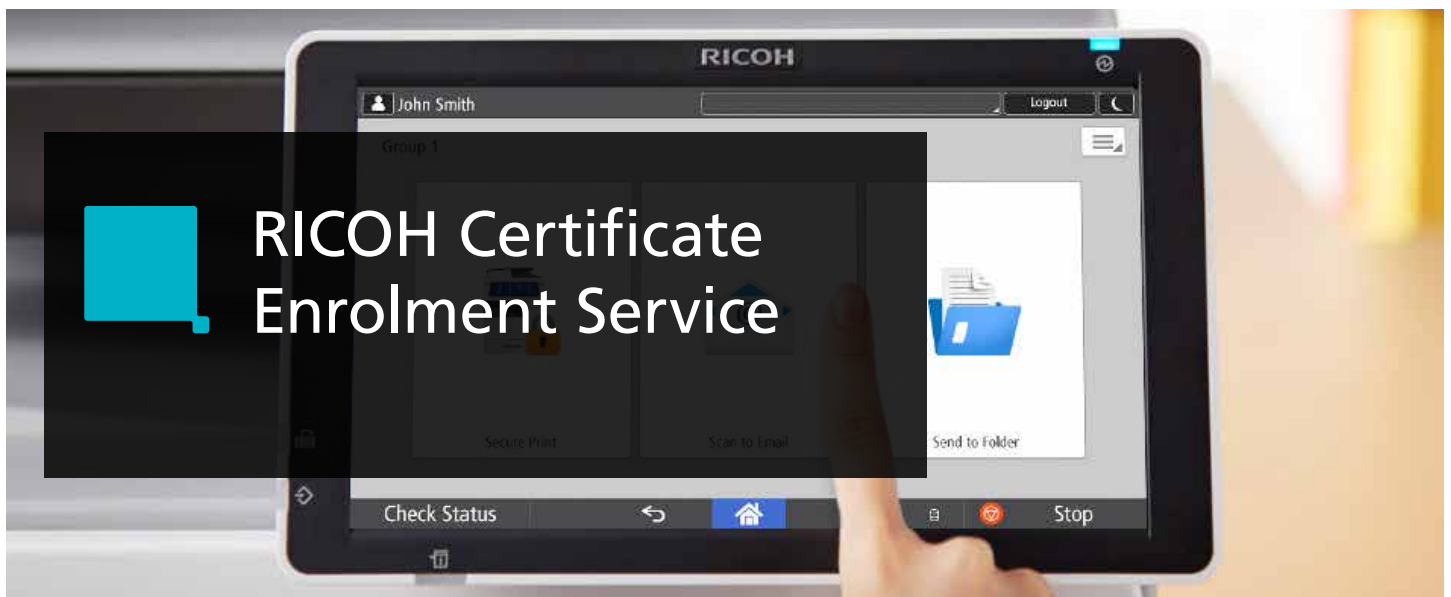 RICOH
John Smith
Logout
Group 1
RICOH Certificate
Enrolment Service
Secure Print
Scan to Email
Send to Folder
Check Status
Stop